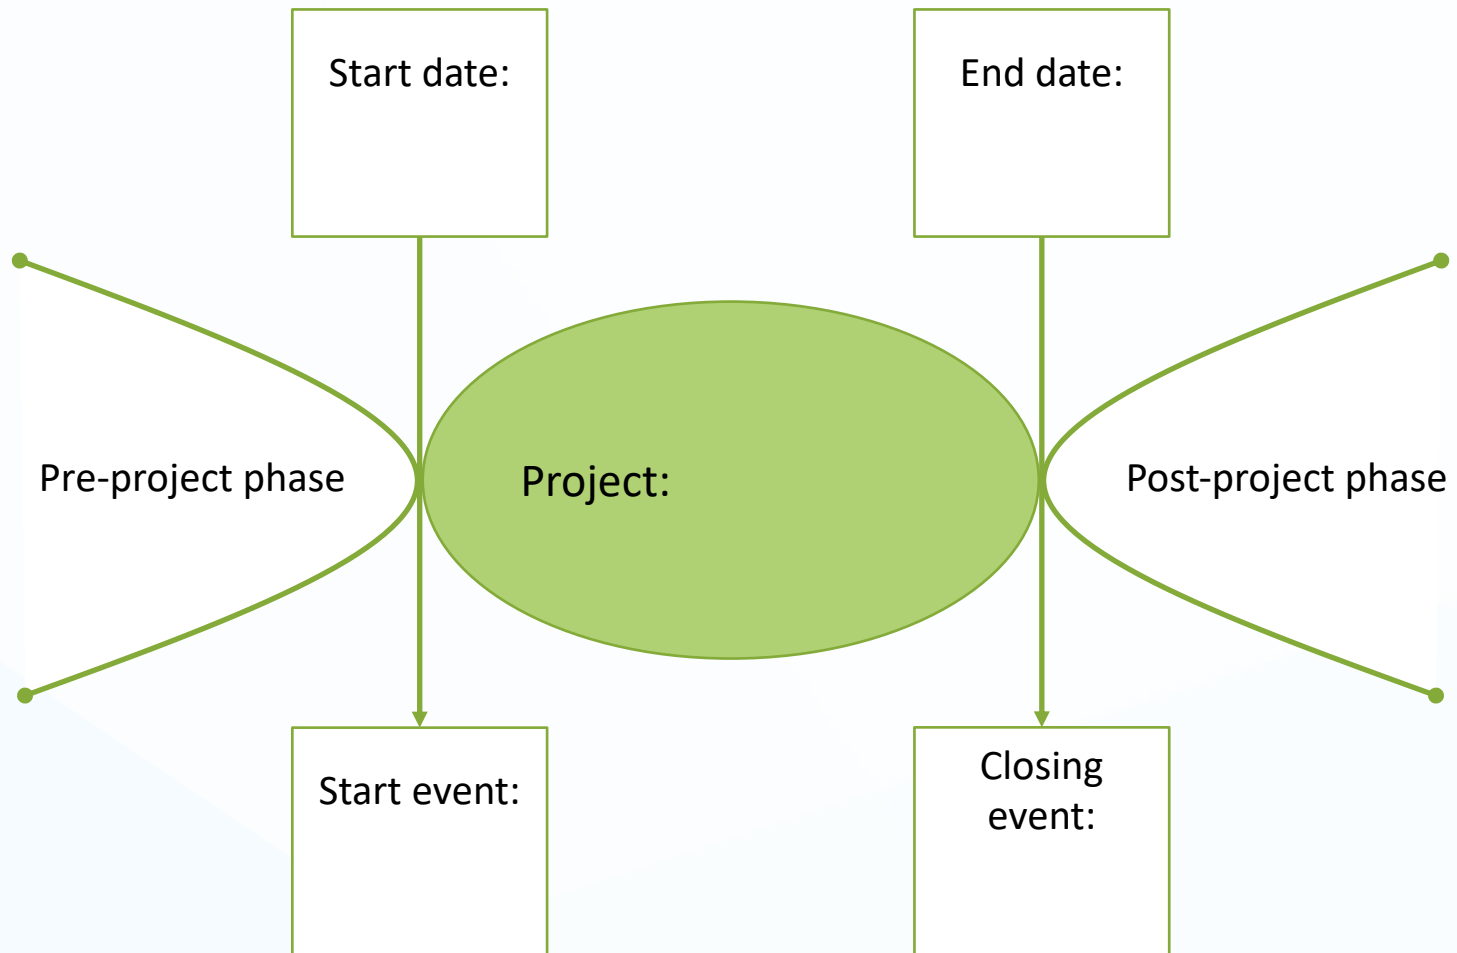 Start date:
End date:
Pre-project phase
Project:
Post-project phase
Start event:
Closing
event: